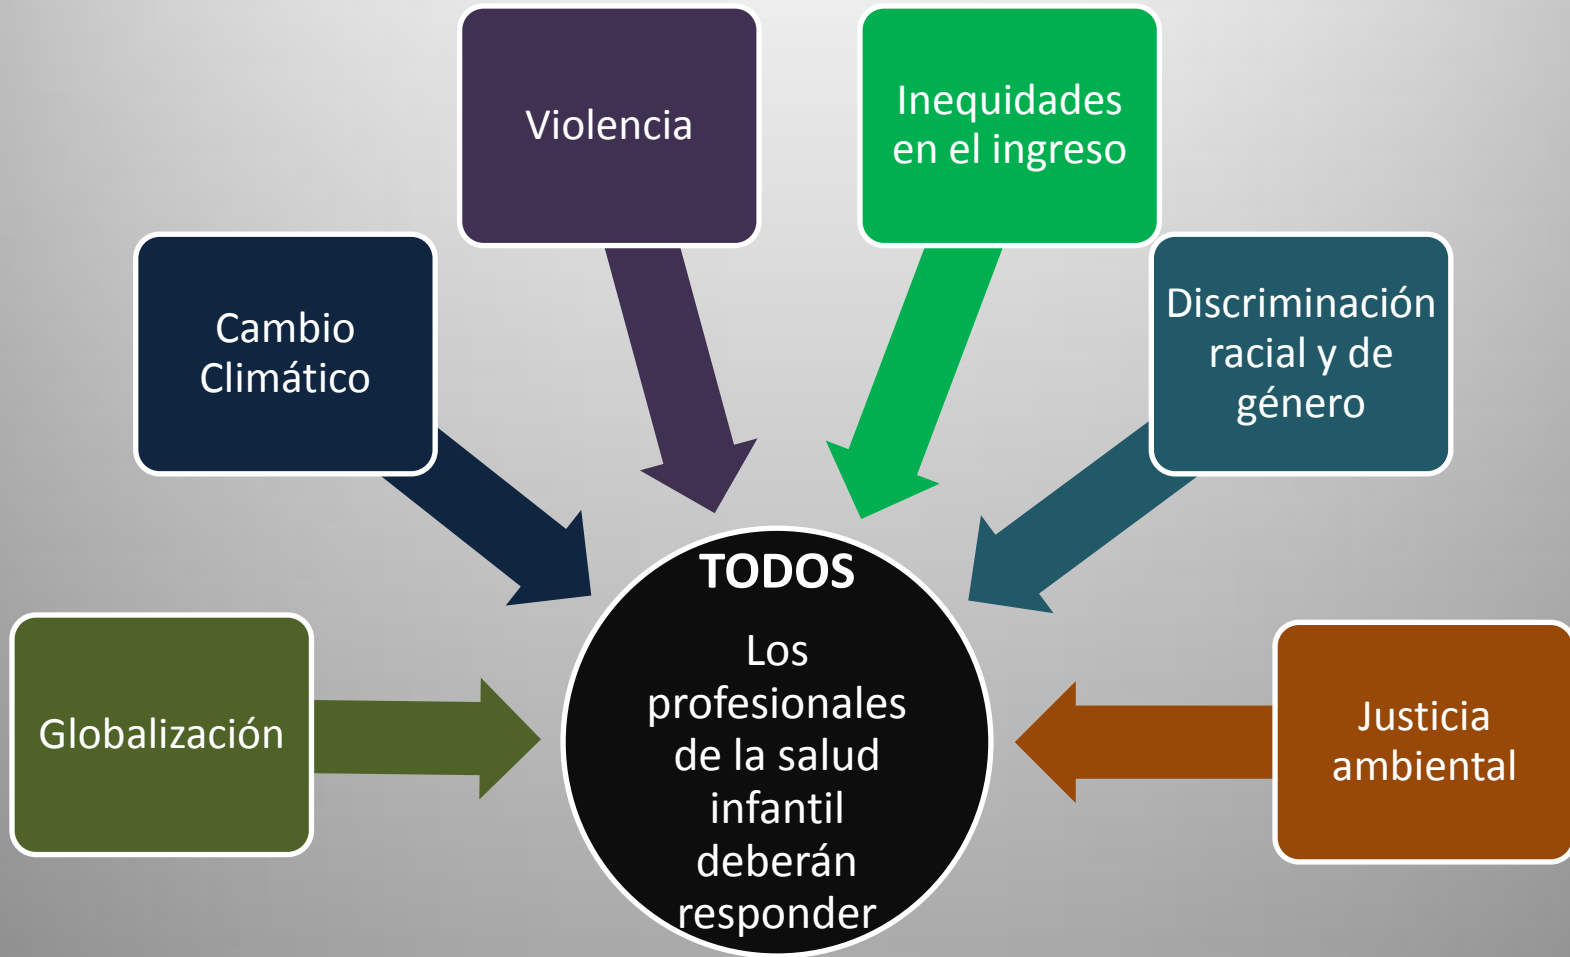 Violencia
Inequidades
en el ingreso
Cambio
Climático
Discriminación
racial y de
género
Globalización
TODOS
Los
profesionales
de la salud
infantil
deberán
responder
Justicia
ambiental